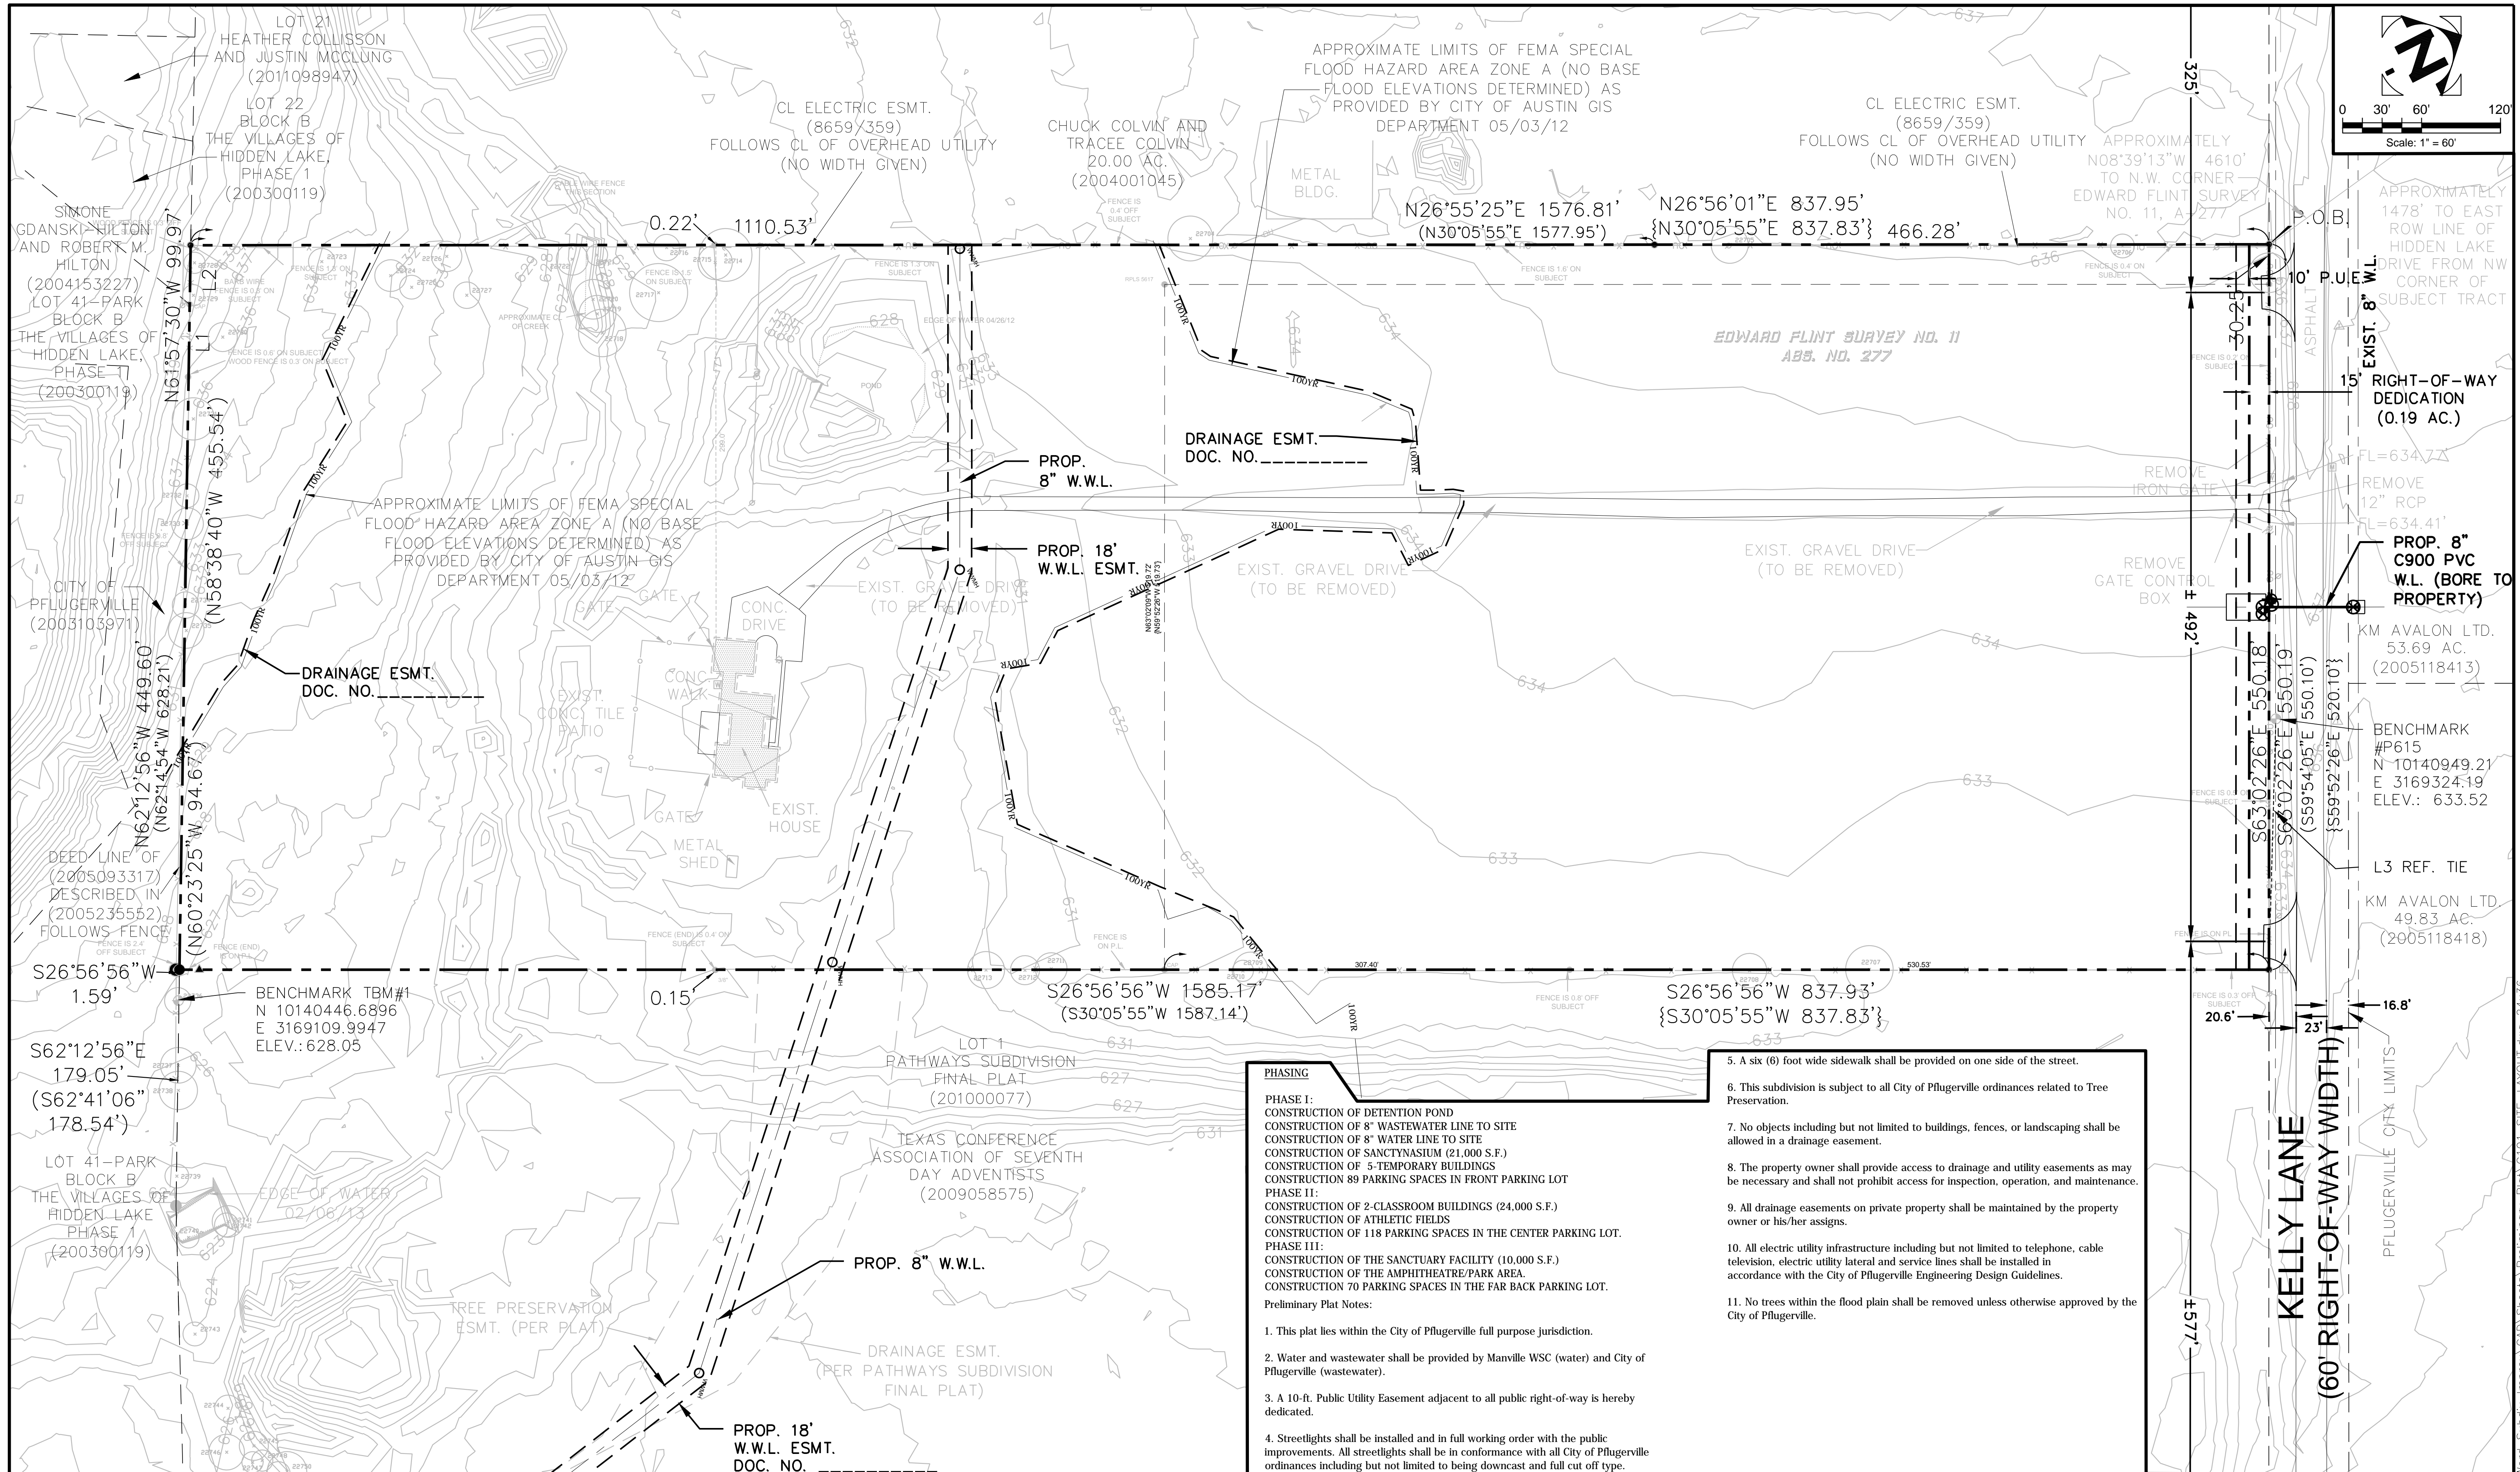 LOT 21
HEATHER COLLISSON
AND JUSTIN MCCLUNG
(2011098947)
LOT 22
BLOCK B
THE VILLAGES OF
HIDDEN LAKE,
PHASE 1
(200300119)
SIMONE
GDANSKI-HILTON
AND ROBERT M.
HILTON
(2004153227)
LOT 41-PARK
BLOCK B
THE VILLAGES OF
HIDDEN LAKE,
PHASE 1
(200300119)
CITY OF
PFLUGERVILLE
(2003103971)
DEED LINE OF
(2005093317)
DESCRIBED IN
(2005235552)
FOLLOWS FENCE
FENCE IS 2.4'
OFF SUBJECT
S26°56'56"W
1.59'
S62°12'56"E
179.05'
(S62°41'06"
178.54')
LOT 41-PARK
BLOCK B
THE VILLAGES OF
HIDDEN LAKE
PHASE 1
(200300119)
N61°57'30"W 99.97'
L2
L1
(N58°38'40"W 455.54')
N62°12'56"W 449.60'
(N62°14'54"W 628.21')
(N60°23'25"W 94.67')
CL ELECTRIC ESMT.
(8659/359)
FOLLOWS CL OF OVERHEAD UTILITY
(NO WIDTH GIVEN)
CHUCK COLVIN AND
TRACEE COLVIN
20.00 AC.
(2004001045)
APPROXIMATE LIMITS OF FEMA SPECIAL
FLOOD HAZARD AREA ZONE A (NO BASE
FLOOD ELEVATIONS DETERMINED) AS
PROVIDED BY CITY OF AUSTIN GIS
DEPARTMENT 05/03/12
METAL
BLDG.
CL ELECTRIC ESMT.
(8659/359)
FOLLOWS CL OF OVERHEAD UTILITY
(NO WIDTH GIVEN)
APPROXIMATELY
N08°39'13"W 4610'
TO N.W. CORNER
EDWARD FLINT SURVEY
NO. 11, A-277
APPROXIMATELY
1478' TO EAST
ROW LINE OF
HIDDEN LAKE
DRIVE FROM NW
CORNER OF
SUBJECT TRACT
0 30' 60' 120'
Scale: 1" = 60'
0.22'
1110.53'
N26°55'25"E 1576.81'
(N30°05'55"E 1577.95')
N26°56'01"E 837.95'
{N30°05'55"E 837.83'}
466.28'
P.O.B.
10' P.U.E.
325'
30.25'
ASPHALT
EXIST. 8" W.L.
15' RIGHT-OF-WAY
DEDICATION
(0.19 AC.)
EDWARD FLINT SURVEY NO. 11
ABS. NO. 277
DRAINAGE ESMT.
DOC. NO.__________
PROP.
8" W.W.L.
PROP. 18'
W.W.L. ESMT.
APPROXIMATE LIMITS OF FEMA SPECIAL
FLOOD HAZARD AREA ZONE A (NO BASE
FLOOD ELEVATIONS DETERMINED) AS
PROVIDED BY CITY OF AUSTIN GIS
DEPARTMENT 05/03/12
DRAINAGE ESMT.
DOC. NO.__________
POND
APPROXIMATE CL
OF CREEK
EDGE OF WATER 04/26/12
GATE
GATE
CONC.
DRIVE
EXIST. GRAVEL DRIVE
(TO BE REMOVED)
EXIST. GRAVEL DRIVE
(TO BE REMOVED)
EXIST. GRAVEL DRIVE
(TO BE REMOVED)
CONC.
WALK
EXIST.
CONC. TILE
PATIO
GATE
EXIST.
HOUSE
METAL
SHED
REMOVE
IRON GATE
FL=634.77
REMOVE
12" RCP
FL=634.41'
REMOVE
GATE CONTROL
BOX
PROP. 8"
C900 PVC
W.L. (BORE TO
PROPERTY)
KM AVALON LTD.
53.69 AC.
(2005118413)
± 492'
S63°02'26"E 550.18'
S63°02'26"E 550.19'
(S59°54'05"E 550.10')
{S59°52'26"E 520.10'}
BENCHMARK
#P615
N 10140949.21
E 3169324.19
ELEV.: 633.52
L3 REF. TIE
KM AVALON LTD.
49.83 AC.
(2005118418)
BENCHMARK TBM#1
N 10140446.6896
E 3169109.9947
ELEV.:628.05
0.15'
S26°56'56"W 1585.17'
(S30°05'55"W 1587.14')
307.40'
530.53'
S26°56'56"W 837.93'
{S30°05'55"W 837.83'}
20.6'
23'
16.8'
LOT 1
PATHWAYS SUBDIVISION
FINAL PLAT
(201000077)
TEXAS CONFERENCE
ASSOCIATION OF SEVENTH
DAY ADVENTISTS
(2009058575)
EDGE OF WATER
02/06/13
PROP. 8" W.W.L.
TREE PRESERVATION
ESMT. (PER PLAT)
DRAINAGE ESMT.
(PER PATHWAYS SUBDIVISION
FINAL PLAT)
PROP. 18'
W.W.L. ESMT.
DOC. NO. __________
PHASING
PHASE I:
CONSTRUCTION OF DETENTION POND
CONSTRUCTION OF 8" WASTEWATER LINE TO SITE
CONSTRUCTION OF 8" WATER LINE TO SITE
CONSTRUCTION OF SANCTYNASIUM (21,000 S.F.)
CONSTRUCTION OF 5-TEMPORARY BUILDINGS
CONSTRUCTION 89 PARKING SPACES IN FRONT PARKING LOT
PHASE II:
CONSTRUCTION OF 2-CLASSROOM BUILDINGS (24,000 S.F.)
CONSTRUCTION OF ATHLETIC FIELDS
CONSTRUCTION OF 118 PARKING SPACES IN THE CENTER PARKING LOT.
PHASE III:
CONSTRUCTION OF THE SANCTUARY FACILITY (10,000 S.F.)
CONSTRUCTION OF THE AMPHITHEATRE/PARK AREA.
CONSTRUCTION 70 PARKING SPACES IN THE FAR BACK PARKING LOT.
Preliminary Plat Notes:
1. This plat lies within the City of Pflugerville full purpose jurisdiction.
2. Water and wastewater shall be provided by Manville WSC (water) and City of
Pflugerville (wastewater).
3. A 10-ft. Public Utility Easement adjacent to all public right-of-way is hereby
dedicated.
4. Streetlights shall be installed and in full working order with the public
improvements. All streetlights shall be in conformance with all City of Pflugerville
ordinances including but not limited to being downcast and full cut off type.
5. A six (6) foot wide sidewalk shall be provided on one side of the street.
6. This subdivision is subject to all City of Pflugerville ordinances related to Tree
Preservation.
7. No objects including but not limited to buildings, fences, or landscaping shall be
allowed in a drainage easement.
8. The property owner shall provide access to drainage and utility easements as may
be necessary and shall not prohibit access for inspection, operation, and maintenance.
9. All drainage easements on private property shall be maintained by the property
owner or his/her assigns.
10. All electric utility infrastructure including but not limited to telephone, cable
television, electric utility lateral and service lines shall be installed in
accordance with the City of Pflugerville Engineering Design Guidelines.
11. No trees within the flood plain shall be removed unless otherwise approved by the
City of Pflugerville.
±577'
KELLY LANE
(60' RIGHT-OF-WAY WIDTH)
PFLUGERVILLE CITY LIMITS